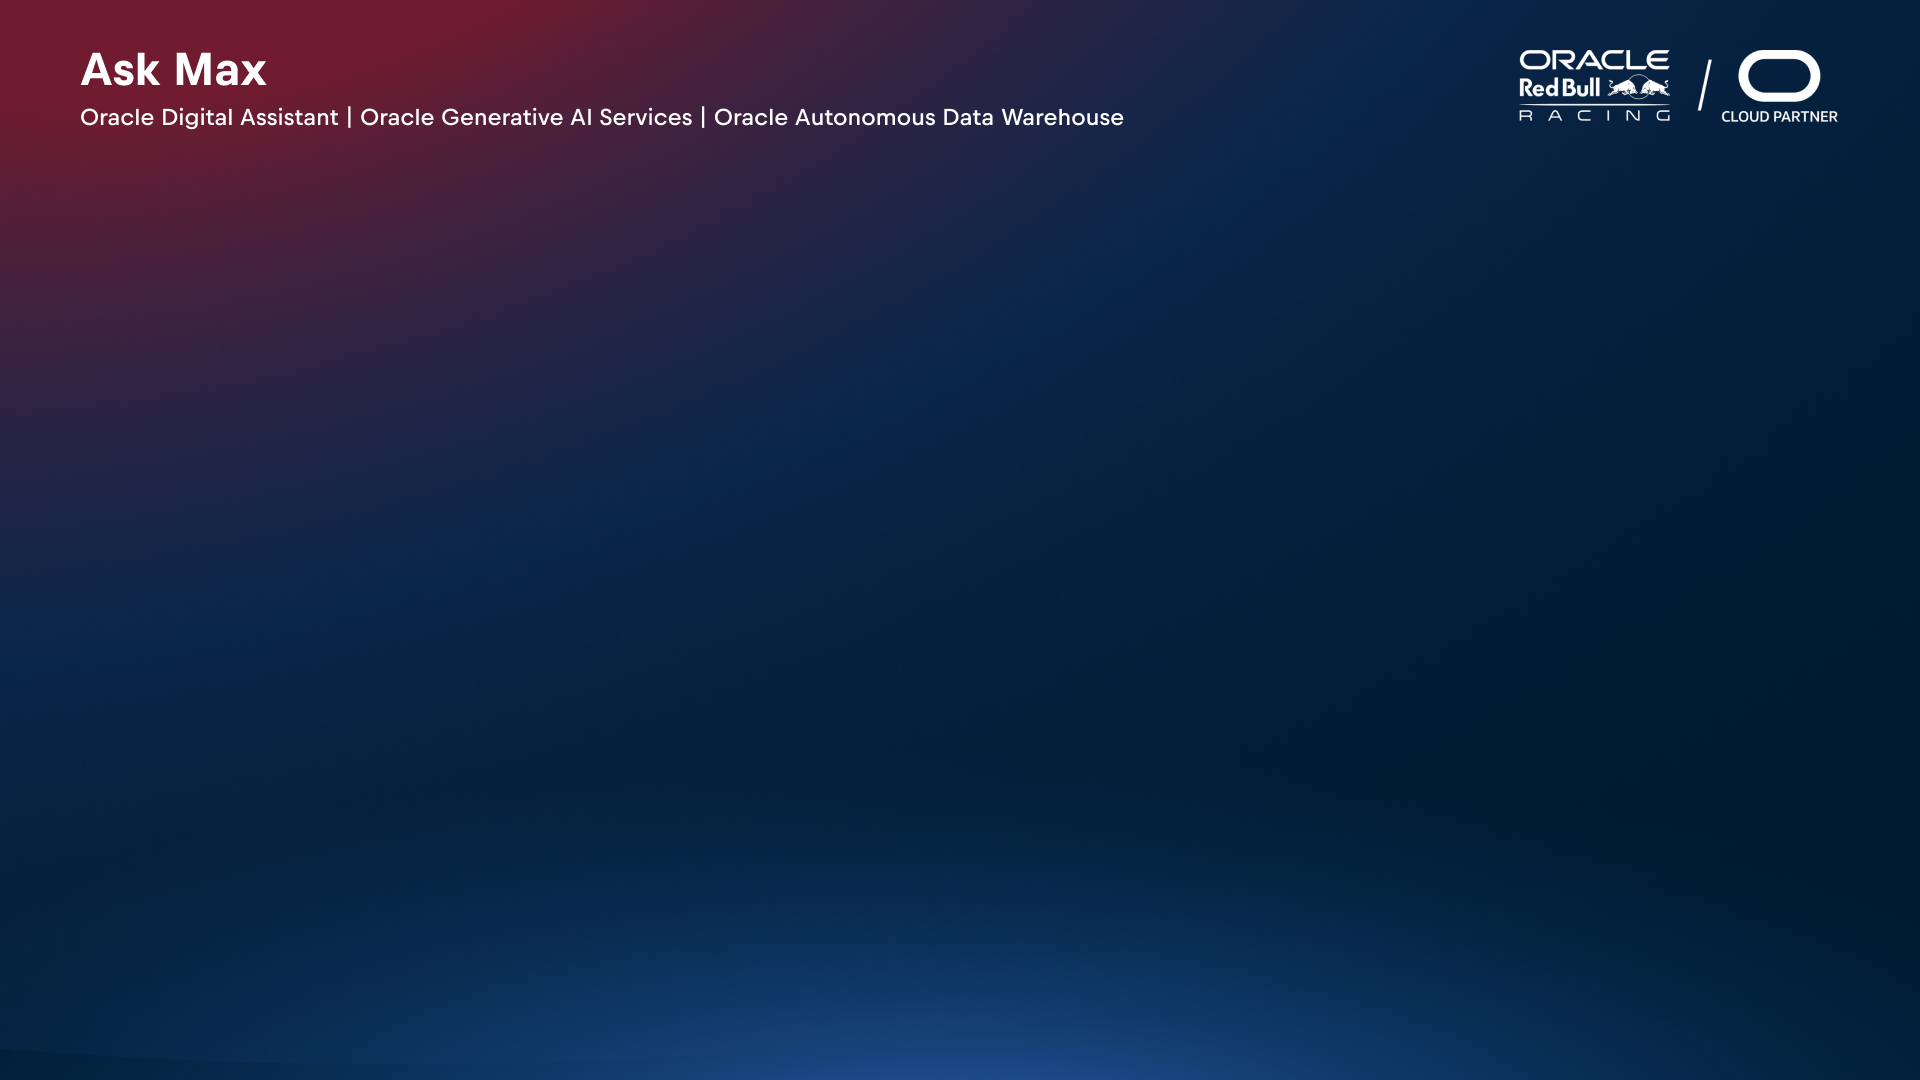 Ask Max
Oracle Digital Assistant | Oracle Generative AI Services | Oracle Autonomous Data Warehouse
ORACLE
Red Bull
RACING
CLOUD PARTNER